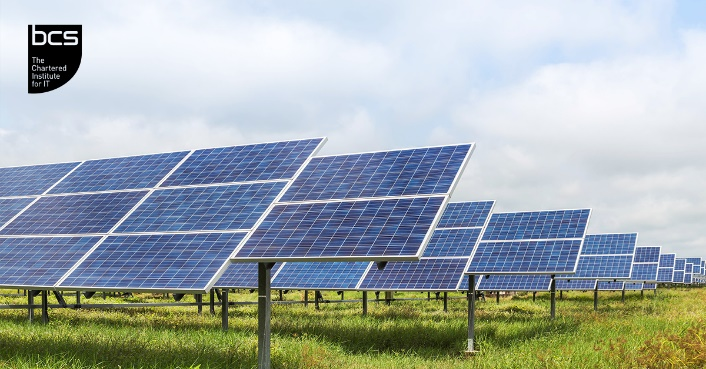 bcs
The
Chartered
Institute
for IT